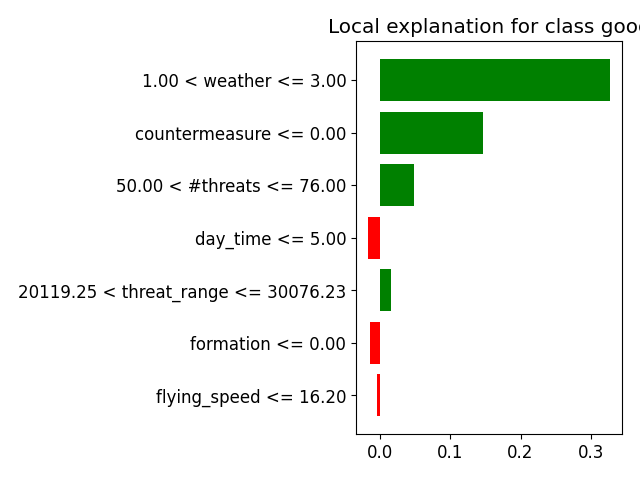 Local explanation for class good
1.00 < weather <= 3.00
countermeasure <= 0.00
50.00 < #threats <= 76.00
day_time <= 5.00
20119.25 < threat_range <= 30076.23
formation <= 0.00
flying_speed <= 16.20
0.0 0.1 0.2 0.3